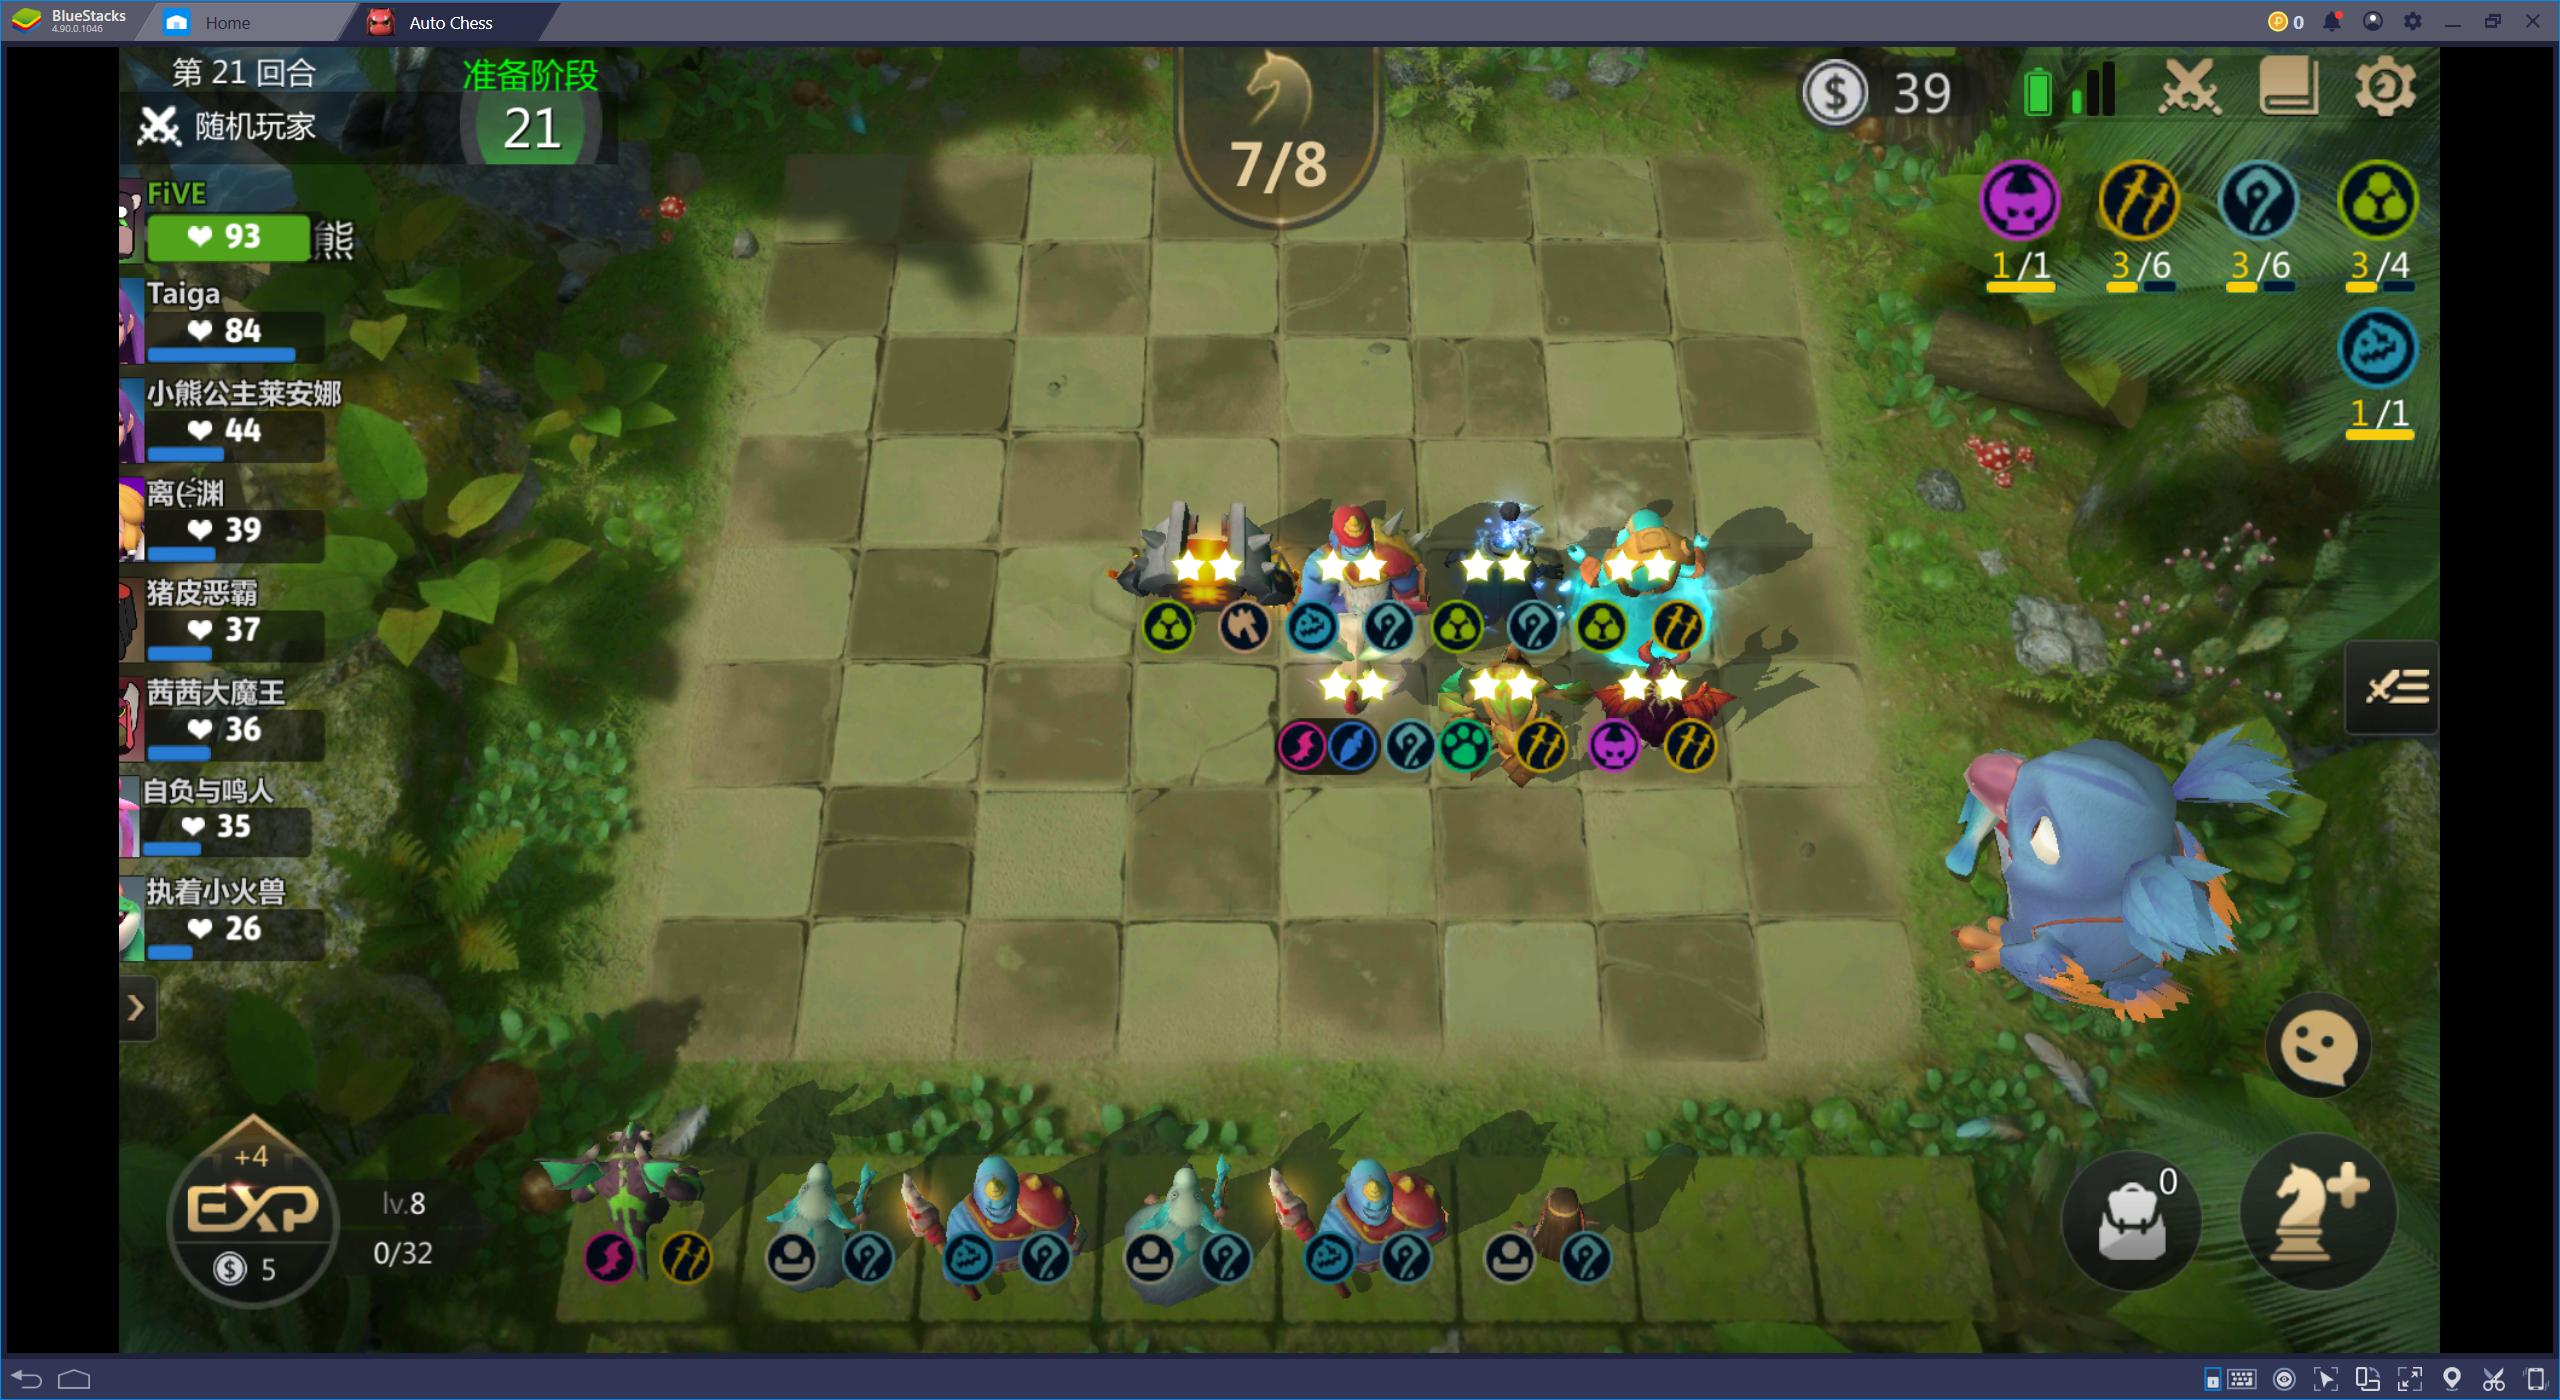 BlueStacks
4.90.0.1046
Home
Auto Chess
0
第 21 回合
准备阶段
随机玩家
21
7/8
39
1/1
3/6
3/6
3/4
1/1
FiVE
93
熊
Taiga
84
小熊公主莱安娜
44
39
猪皮恶霸
37
茜茜大魔王
36
自负与鸣人
35
执着小火兽
26
+4
EXP
5
lv.8
0/32
0